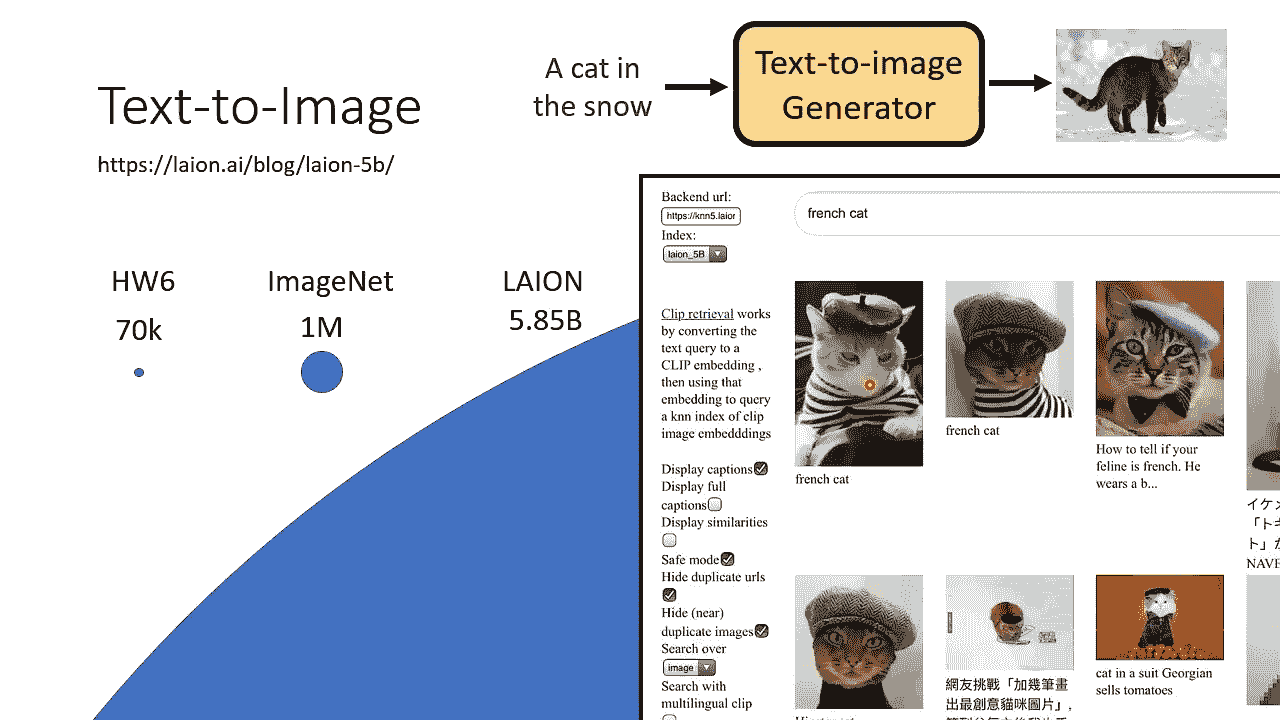 Text-to-Image
https://laion.ai/blog/laion-5b/
A cat in
the snow
Text-to-image
Generator
HW6
70k
ImageNet
1M
LAION
5.85B
Backend url:
https://knn5.laior
Index:
laion_5B
french cat
Clip retrieval works
by converting the
text query to a
CLIP embedding ,
then using that
embedding to query
a knn index of clip
image embedddings
Display captions
Display full
captions
Display similarities
Safe mode
Hide duplicate urls
Hide (near)
duplicate images
Search over
image
Search with
multilingual clip
french cat
french cat
How to tell if your
feline is french. He
wears a b...
イケメ
「トキ
ト」か
NAVE
網友挑戰「加幾筆畫
出最創意貓咪圖片」,
cat in a suit Georgian
sells tomatoes